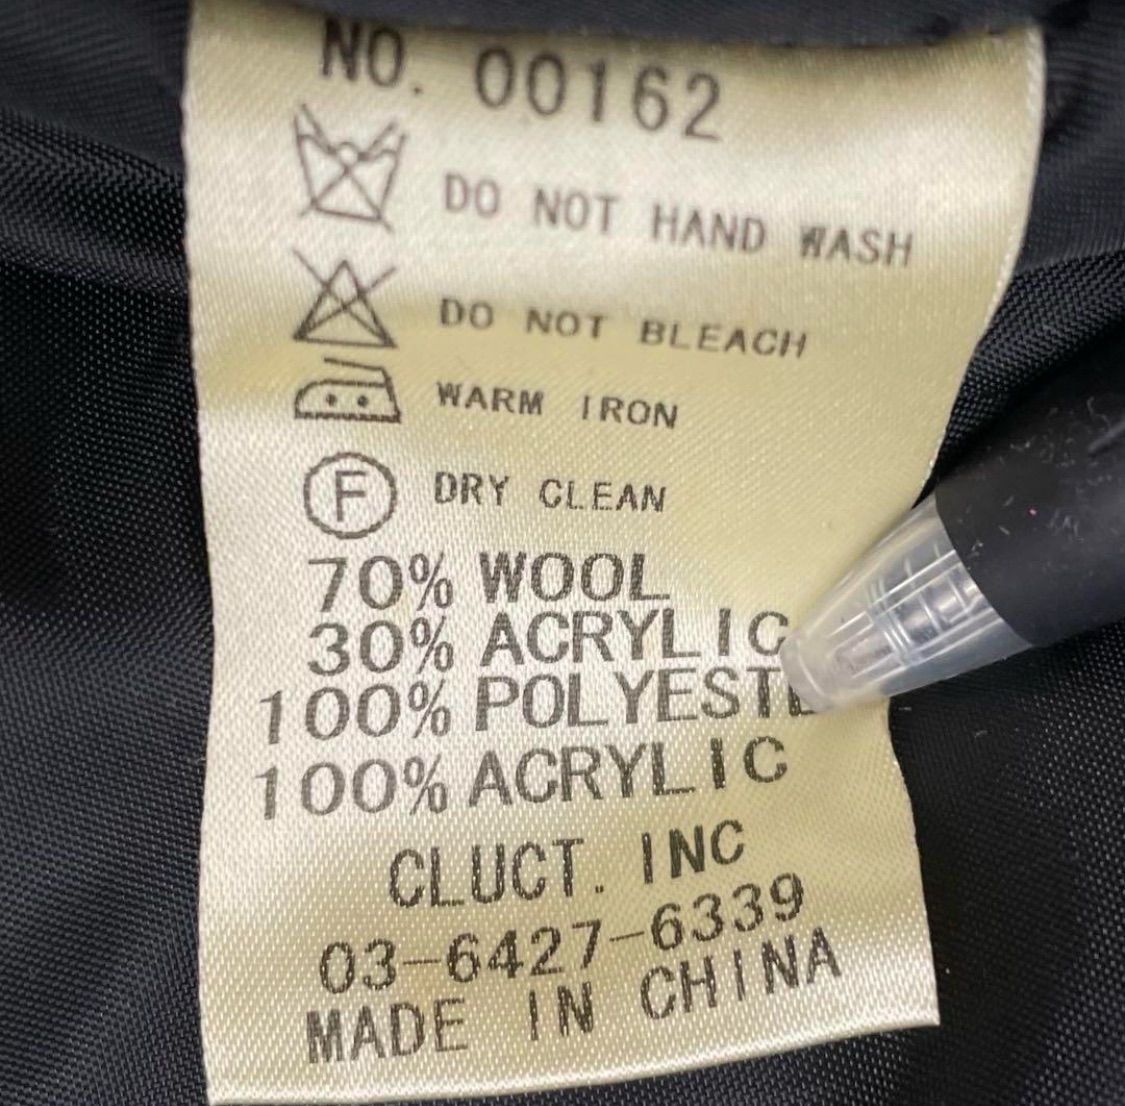 NO. 00162
DO NOT HAND WASH
DO NOT BLEACH
WARM IRON
F DRY CLEAN
70% WOOL
30% ACRYLIC
100% POLYESTE
100% ACRYLIC
CLUCT. INC
03-6427-6339
MADE IN CHINA